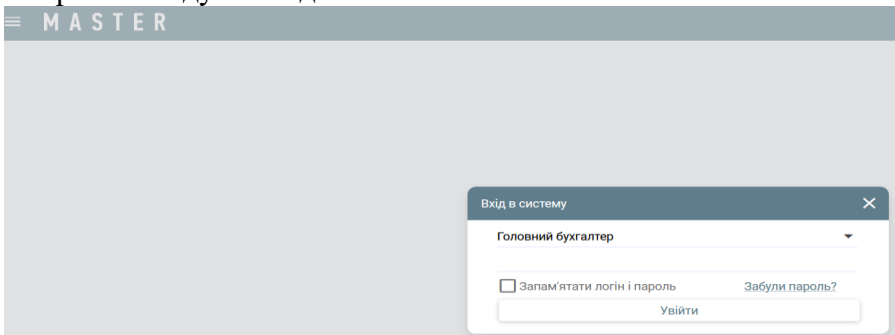 MASTER
Вхід в систему
Головний бухгалтер
Запам'ятати логін і пароль Забули пароль?
Увійти